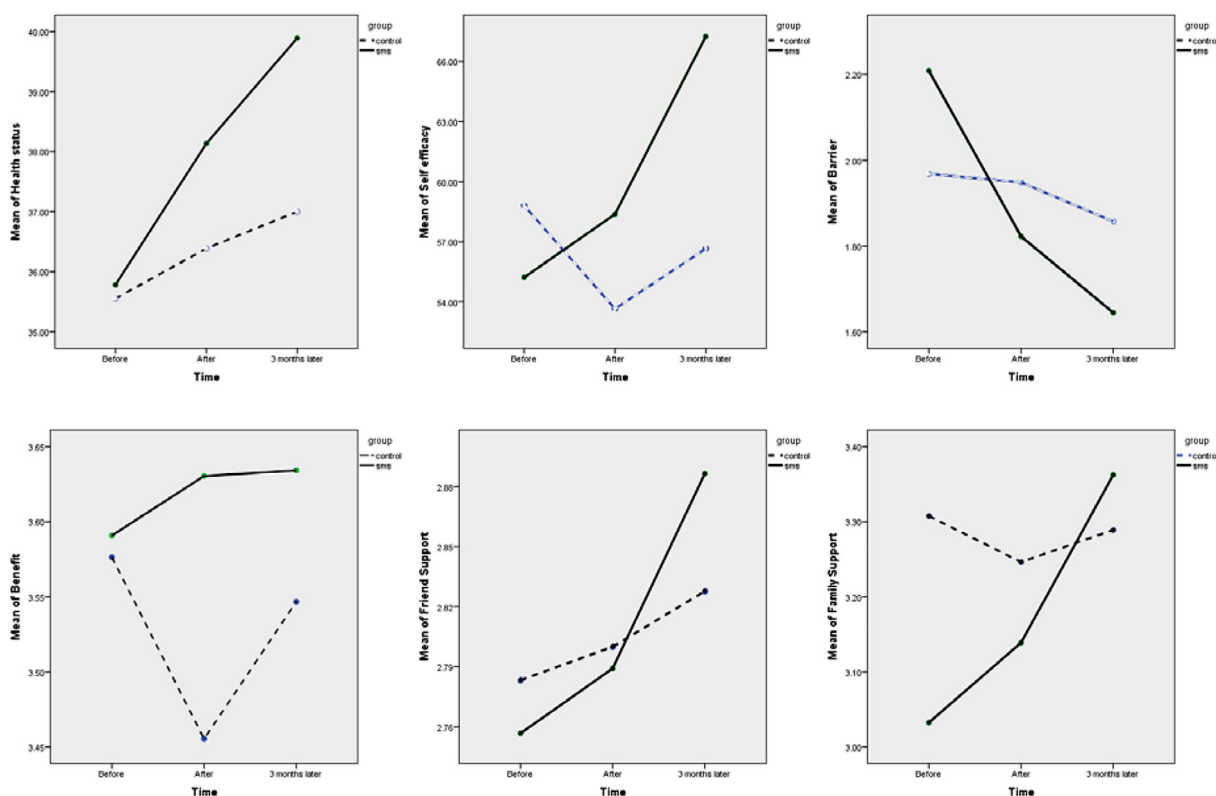 group
control
sms
40.00
39.00
38.00
37.00
36.00
35.00
Mean of Health status
Before
After
3 months later
Time
group
control
sms
66.00
63.00
60.00
57.00
54.00
Mean of Self efficacy
Before
After
3 months later
Time
group
control
sms
2.20
2.00
1.80
1.60
Mean of Barrier
Before
After
3 months later
Time
group
control
sms
3.65
3.60
3.55
3.50
3.45
Mean of Benefit
Before
After
3 months later
Time
group
control
sms
2.88
2.85
2.82
2.79
2.76
Mean of Friend Support
Before
After
3 months later
Time
group
control
sms
3.40
3.30
3.20
3.10
3.00
Mean of Family Support
Before
After
3 months later
Time